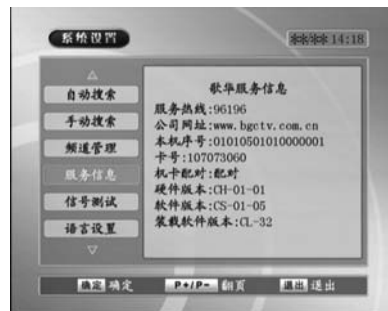 系统设置
**/** 14:18
自动搜索
手动搜索
频道管理
服务信息
信号测试
语言设置
歌华服务信息
服务热线:96196
公司网址:www.bgctv.com.cn
本机序号:01010501010000001
卡号:107073060
机卡配对:配对
硬件版本:CH-01-01
软件版本:CS-01-05
装载软件版本:CL-32
确定 确定 P+/P- 翻页 退出 退出